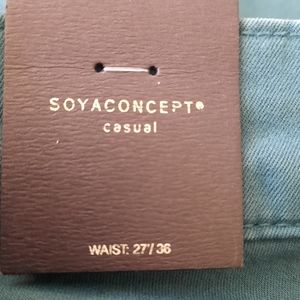 SOYACONCEPT®
casual
WAIST: 27"/ 36